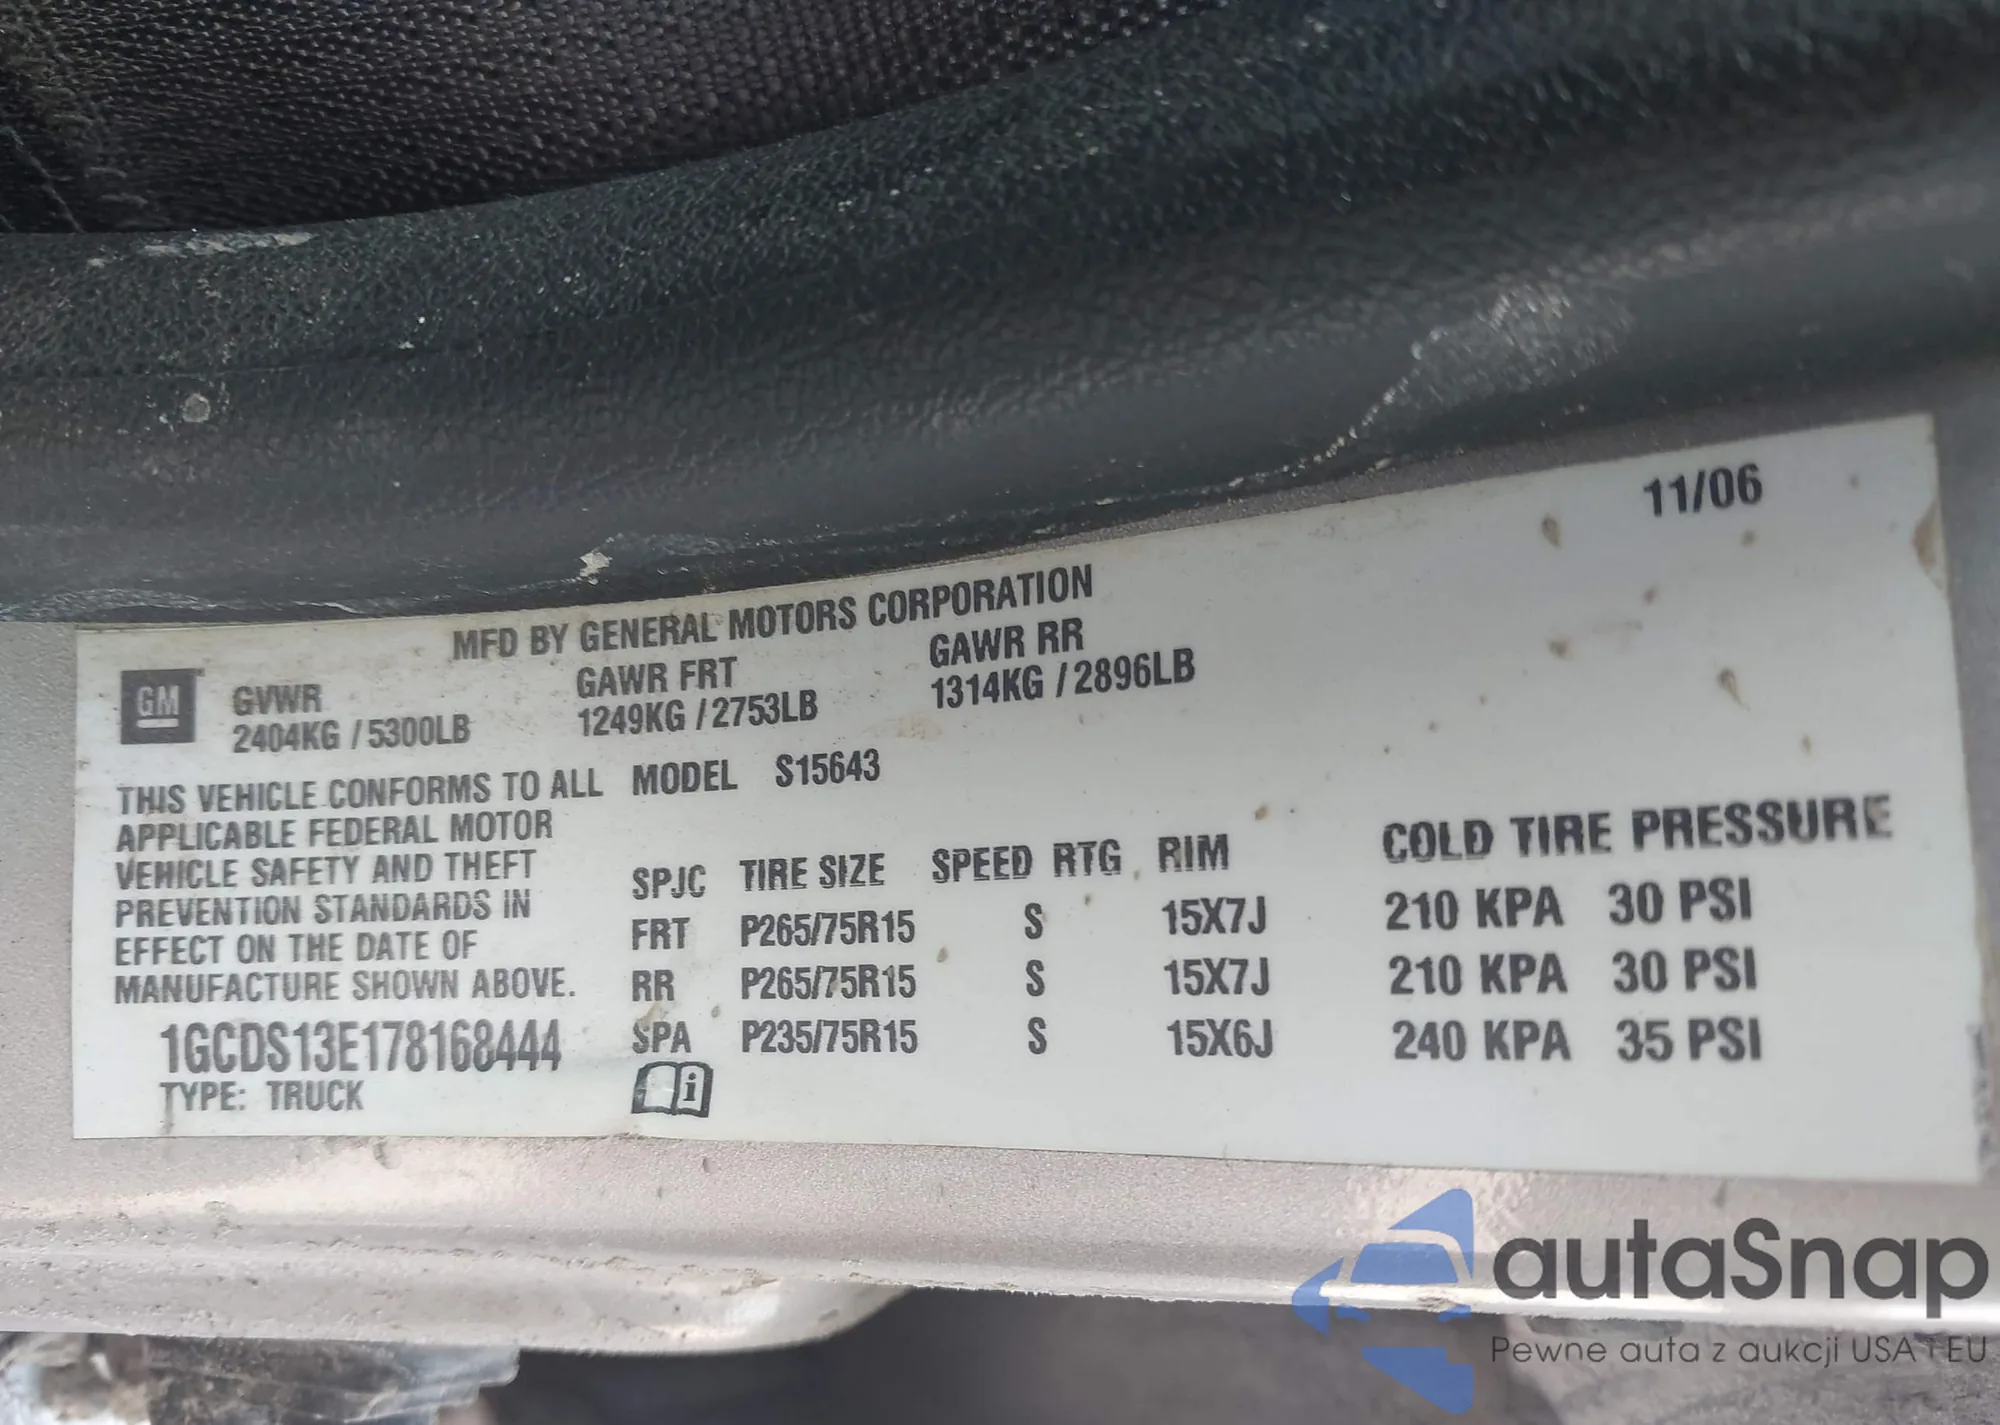 11/06
MFD BY GENERAL MOTORS CORPORATION
GM GVWR GAWR FRT GAWR RR
2404KG / 5300LB 1249KG / 2753LB 1314KG / 2896LB
THIS VEHICLE CONFORMS TO ALL
APPLICABLE FEDERAL MOTOR
VEHICLE SAFETY AND THEFT
PREVENTION STANDARDS IN
EFFECT ON THE DATE OF
MANUFACTURE SHOWN ABOVE.
1GCDS13E178168444
TYPE: TRUCK
MODEL S15643
SPJC TIRE SIZE SPEED RTG RIM COLD TIRE PRESSURE
FRT P265/75R15 S 15X7J 210 KPA 30 PSI
RR P265/75R15 S 15X7J 210 KPA 30 PSI
SPA P235/75R15 S 15X6J 240 KPA 35 PSI
i
autaSnap
Pewne auta z aukcji USA i EU